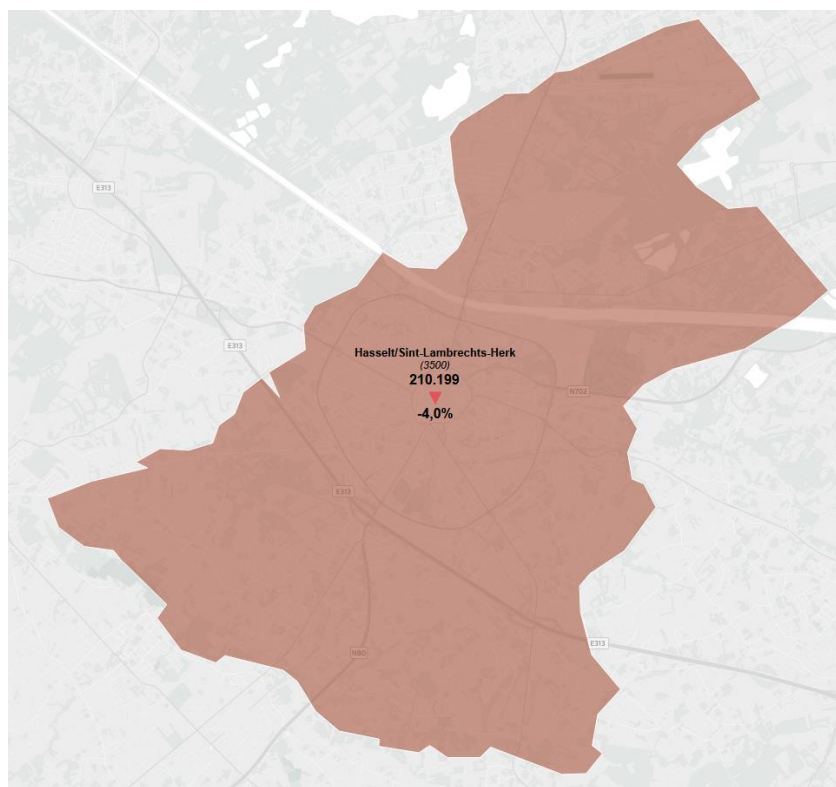 E313
E313
Hasselt/Sint-Lambrechts-Herk
(3500)
210.199
-4,0%
N702
E313
E313
N80